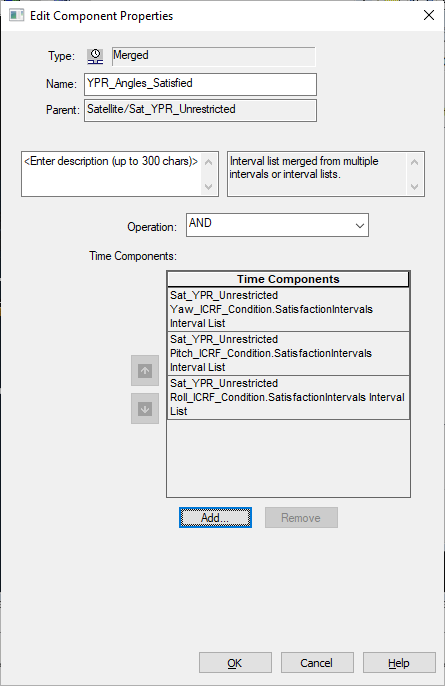 Edit Component Properties
Type: Merged
Name: YPR_Angles_Satisfied
Parent: Satellite/Sat_YPR_Unrestricted
<Enter description (up to 300 chars)>
Interval list merged from multiple
intervals or interval lists.
Operation: AND
Time Components:
Time Components
Sat_YPR_Unrestricted
Yaw_ICRF_Condition.SatisfactionIntervals
Interval List
Sat_YPR_Unrestricted
Pitch_ICRF_Condition.SatisfactionIntervals
Interval List
Sat_YPR_Unrestricted
Roll_ICRF_Condition.SatisfactionIntervals Interval
List
Add... Remove
OK Cancel Help